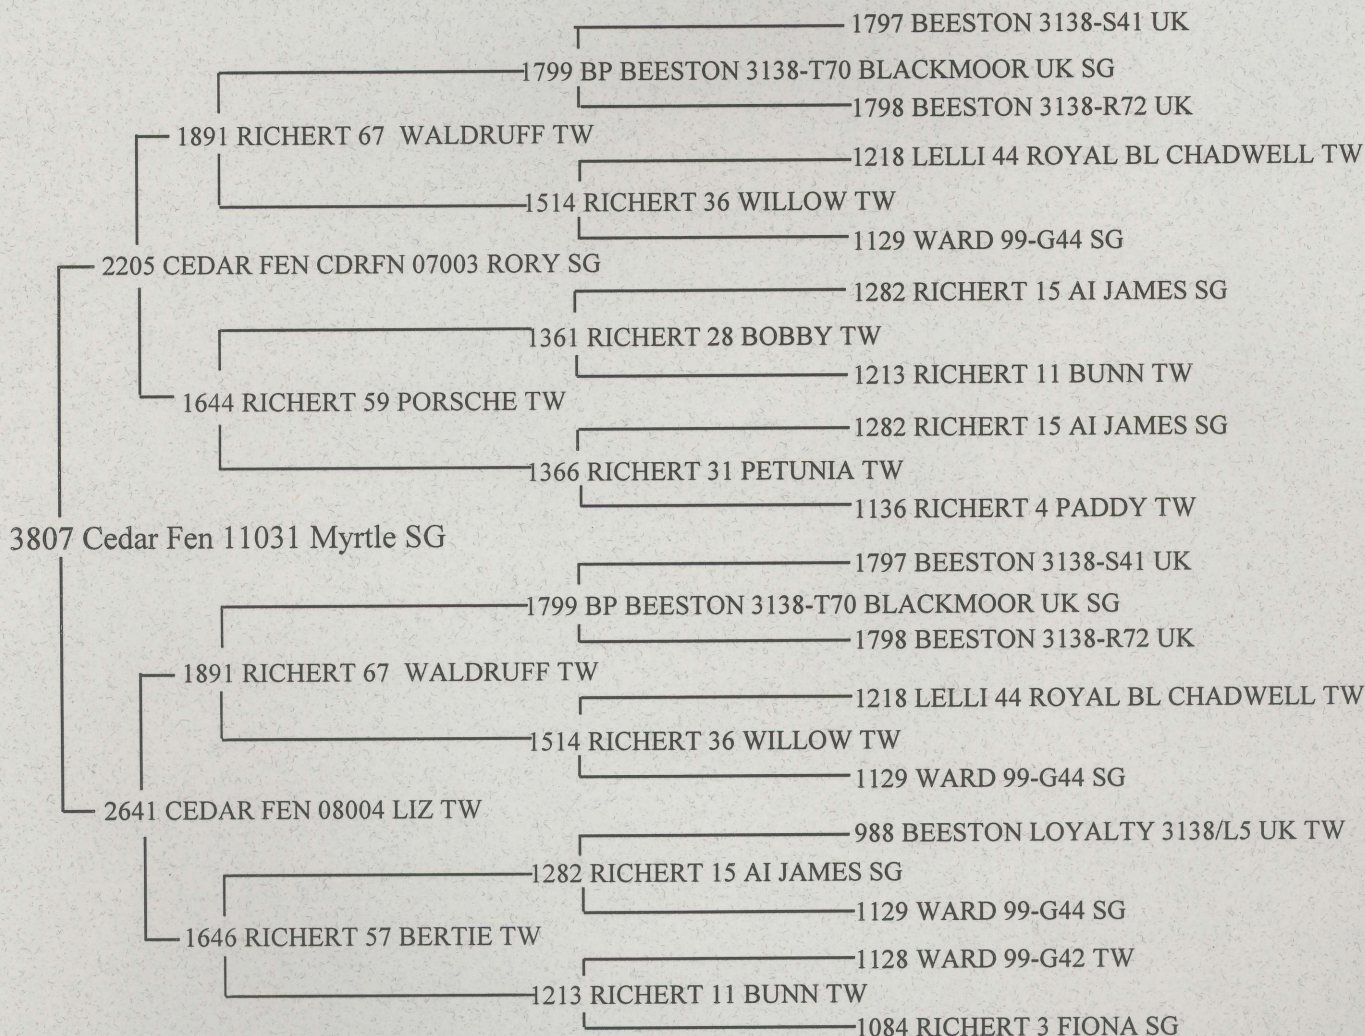 1797 BEESTON 3138-S41 UK
1799 BP BEESTON 3138-T70 BLACKMOOR UK SG
1798 BEESTON 3138-R72 UK
1891 RICHERT 67 WALDRUFF TW
1218 LELLI 44 ROYAL BL CHADWELL TW
1514 RICHERT 36 WILLOW TW
1129 WARD 99-G44 SG
2205 CEDAR FEN CDRFN 07003 RORY SG
1282 RICHERT 15 AI JAMES SG
1361 RICHERT 28 BOBBY TW
1213 RICHERT 11 BUNN TW
1644 RICHERT 59 PORSCHE TW
1282 RICHERT 15 AI JAMES SG
1366 RICHERT 31 PETUNIA TW
1136 RICHERT 4 PADDY TW
3807 Cedar Fen 11031 Myrtle SG
1797 BEESTON 3138-S41 UK
1799 BP BEESTON 3138-T70 BLACKMOOR UK SG
1798 BEESTON 3138-R72 UK
1891 RICHERT 67 WALDRUFF TW
1218 LELLI 44 ROYAL BL CHADWELL TW
1514 RICHERT 36 WILLOW TW
1129 WARD 99-G44 SG
2641 CEDAR FEN 08004 LIZ TW
988 BEESTON LOYALTY 3138/L5 UK TW
1282 RICHERT 15 AI JAMES SG
1129 WARD 99-G44 SG
1646 RICHERT 57 BERTIE TW
1128 WARD 99-G42 TW
1213 RICHERT 11 BUNN TW
1084 RICHERT 3 FIONA SG